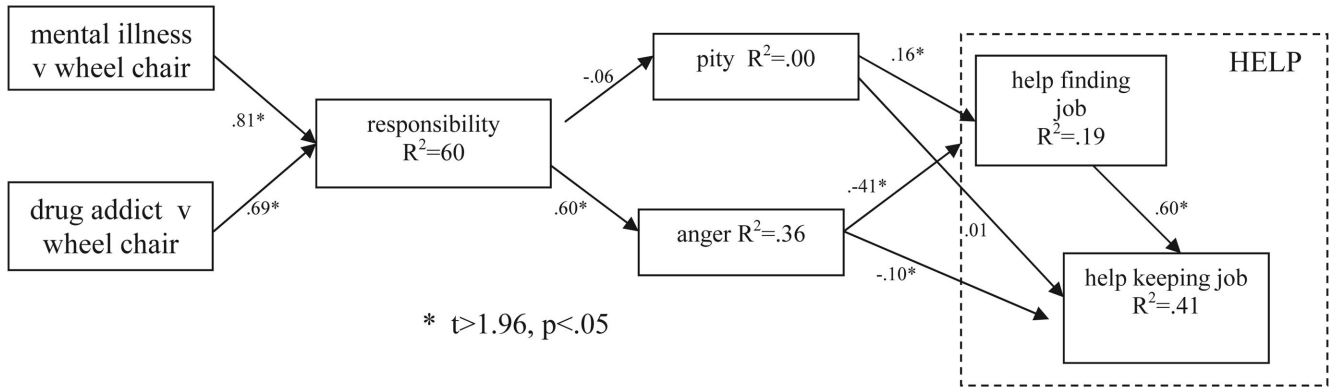 mental illness
v wheel chair
.81*
drug addict v
wheel chair
.69*
responsibility
R²=60
-.06
.60*
pity R²=.00
anger R²=.36
.16*
.-41*
.01
-.10*
HELP
help finding
job
R²=.19
.60*
help keeping job
R²=.41
* t>1.96, p<.05